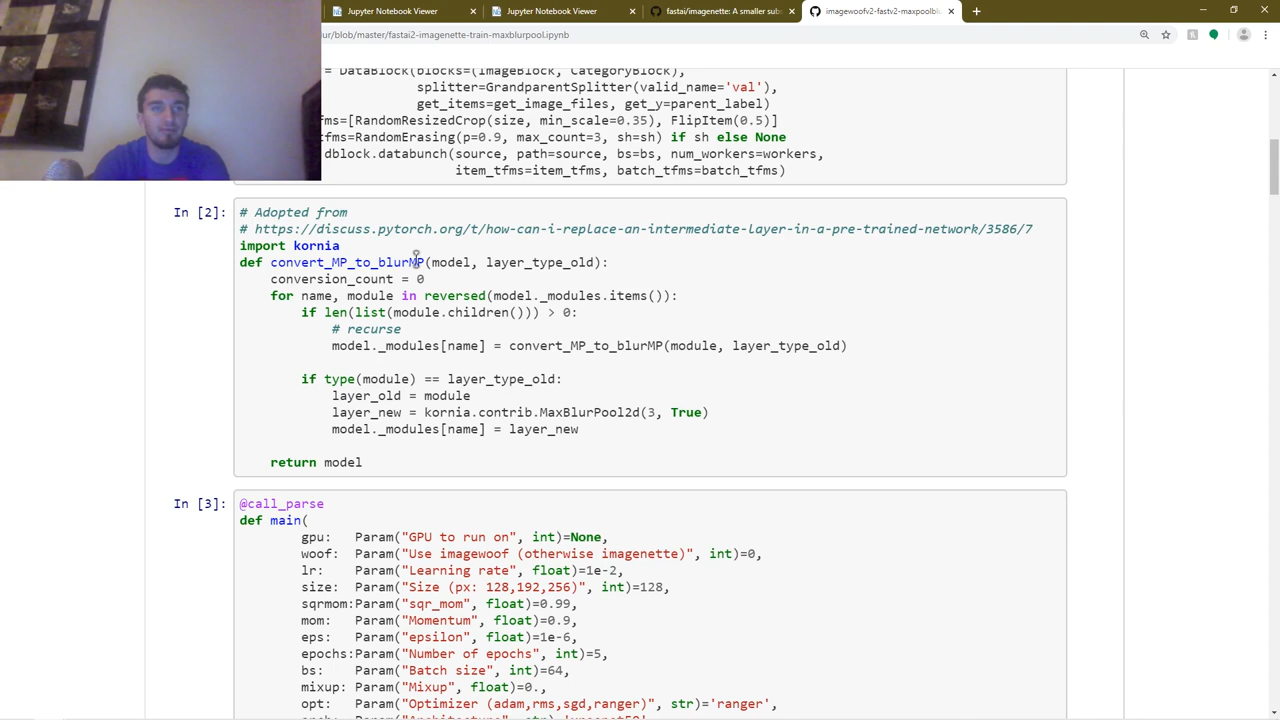 Jupyter Notebook Viewer
Jupyter Notebook Viewer
fastai/imagenette: A smaller subs
imagewoofv2-fastv2-maxpoolblu
ur/blob/master/fastai2-imagenette-train-maxblurpool.ipynb
= DataBlock(blocks=(ImageBlock, CategoryBlock),
splitter=GrandparentSplitter(valid_name='val'),
get_items=get_image_files, get_y=parent_label)
fms=[RandomResizedCrop(size, min_scale=0.35), FlipItem(0.5)]
tfms=RandomErasing(p=0.9, max_count=3, sh=sh) if sh else None
dblock.databunch(source, path=source, bs=bs, num_workers=workers,
item_tfms=item_tfms, batch_tfms=batch_tfms)
In [2]:
# Adopted from
# https://discuss.pytorch.org/t/how-can-i-replace-an-intermediate-layer-in-a-pre-trained-network/3586/7
import kornia
def convert_MP_to_blurMP(model, layer_type_old):
conversion_count = 0
for name, module in reversed(model._modules.items()):
if len(list(module.children())) > 0:
# recurse
model._modules[name] = convert_MP_to_blurMP(module, layer_type_old)
if type(module) == layer_type_old:
layer_old = module
layer_new = kornia.contrib.MaxBlurPool2d(3, True)
model._modules[name] = layer_new
return model
In [3]:
@call_parse
def main(
gpu: Param("GPU to run on", int)=None,
woof: Param("Use imagewoof (otherwise imagenette)", int)=0,
lr: Param("Learning rate", float)=1e-2,
size: Param("Size (px: 128,192,256)", int)=128,
sqrmom:Param("sqr_mom", float)=0.99,
mom: Param("Momentum", float)=0.9,
eps: Param("epsilon", float)=1e-6,
epochs:Param("Number of epochs", int)=5,
bs: Param("Batch size", int)=64,
mixup: Param("Mixup", float)=0.,
opt: Param("Optimizer (adam,rms,sgd,ranger)", str)='ranger',